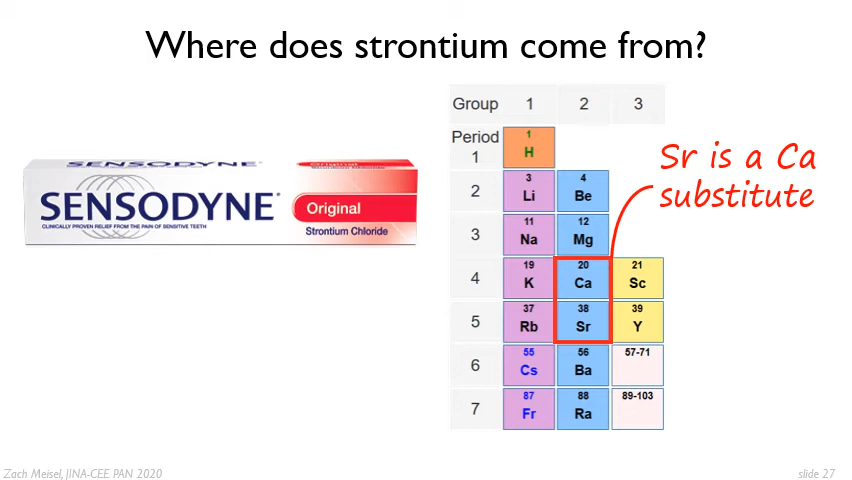 Where does strontium come from?
SENSODYNE®
CLINICALLY PROVEN RELIEF FROM THE PAIN OF SENSITIVE TEETH
Original
Strontium Chloride
SENSODYNE
Group 1 2 3
Period
1
1
H
2
3
Li
4
Be
3
11
Na
12
Mg
4
19
K
20
Ca
21
Sc
5
37
Rb
38
Sr
39
Y
6
55
Cs
56
Ba
57-71
7
87
Fr
88
Ra
89-103
Sr is a Ca
substitute
Zach Meisel, JINA-CEE PAN 2020
slide 27